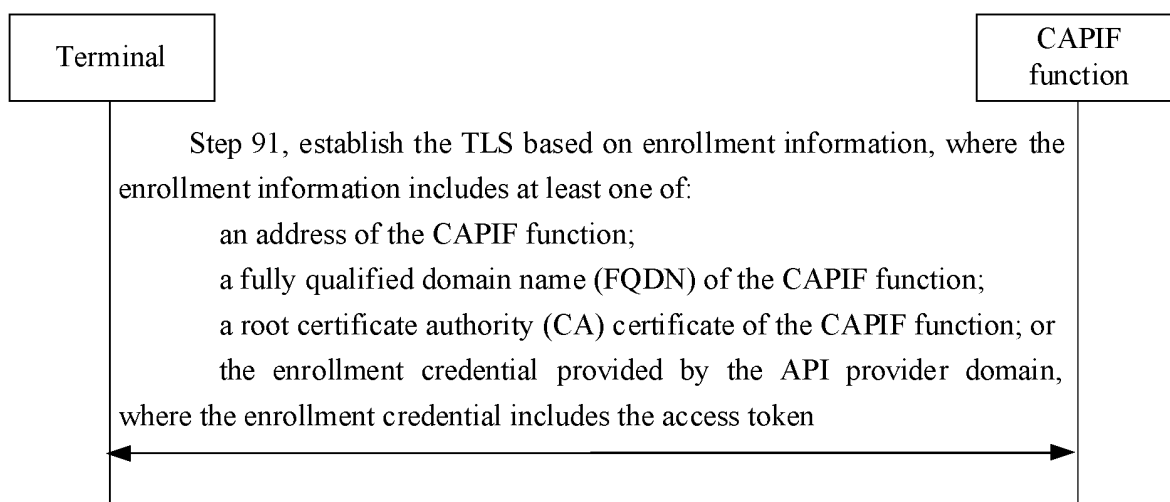 Terminal
CAPIF
function
Step 91, establish the TLS based on enrollment information, where the
enrollment information includes at least one of:
an address of the CAPIF function;
a fully qualified domain name (FQDN) of the CAPIF function;
a root certificate authority (CA) certificate of the CAPIF function; or
the enrollment credential provided by the API provider domain,
where the enrollment credential includes the access token